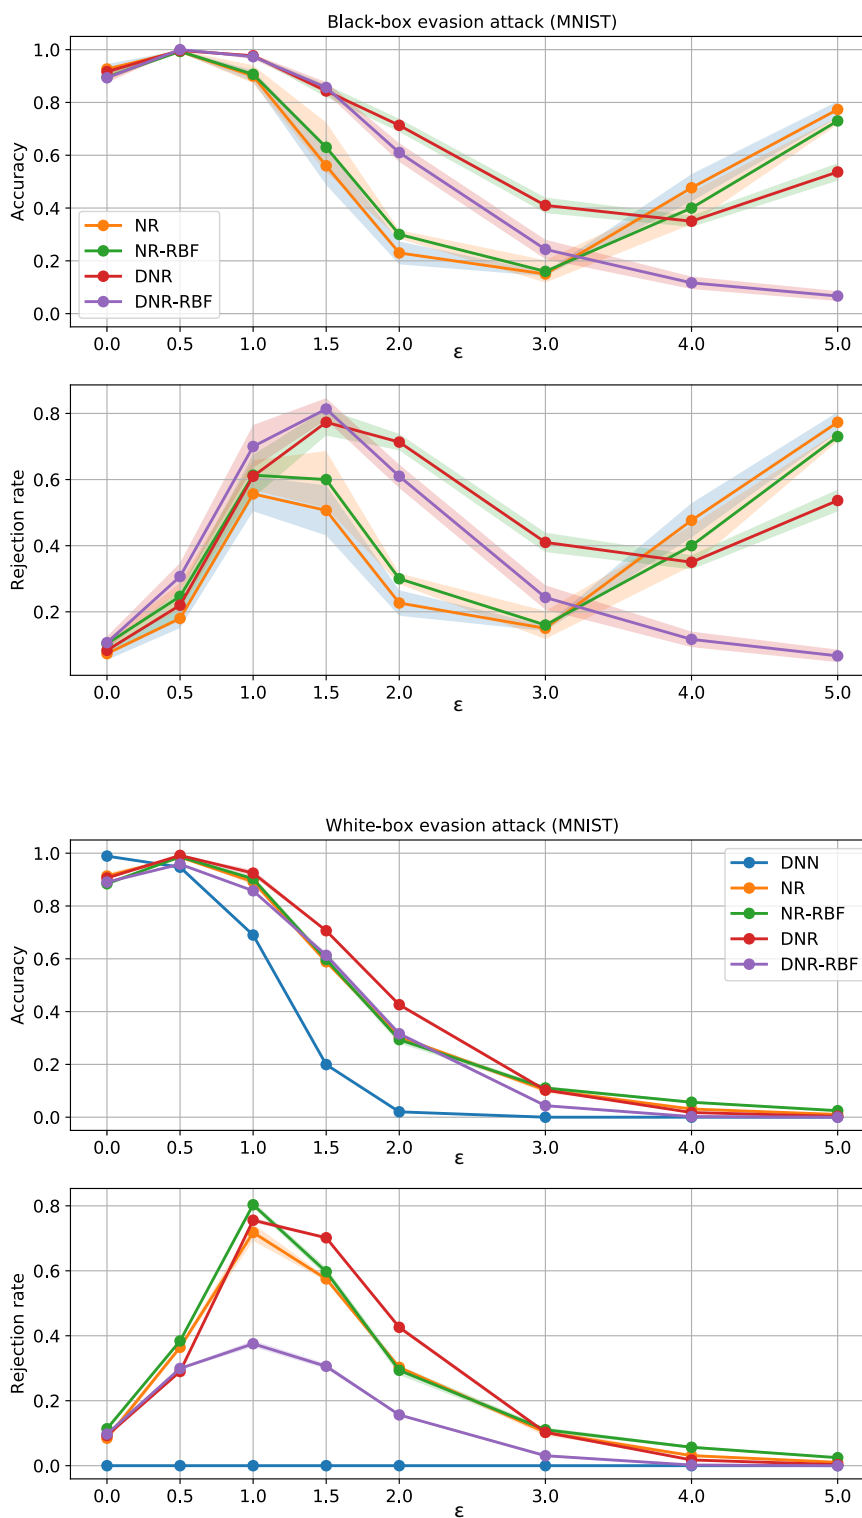 Black-box evasion attack (MNIST)
1.0
0.8
0.6
0.4
0.2
0.0
Accuracy
NR
NR-RBF
DNR
DNR-RBF
0.0 0.5 1.0 1.5 2.0 3.0 4.0 5.0
ε
0.8
0.6
0.4
0.2
Rejection rate
0.0 0.5 1.0 1.5 2.0 3.0 4.0 5.0
ε
White-box evasion attack (MNIST)
1.0
0.8
0.6
0.4
0.2
0.0
Accuracy
DNN
NR
NR-RBF
DNR
DNR-RBF
0.0 0.5 1.0 1.5 2.0 3.0 4.0 5.0
ε
0.8
0.6
0.4
0.2
0.0
Rejection rate
0.0 0.5 1.0 1.5 2.0 3.0 4.0 5.0
ε